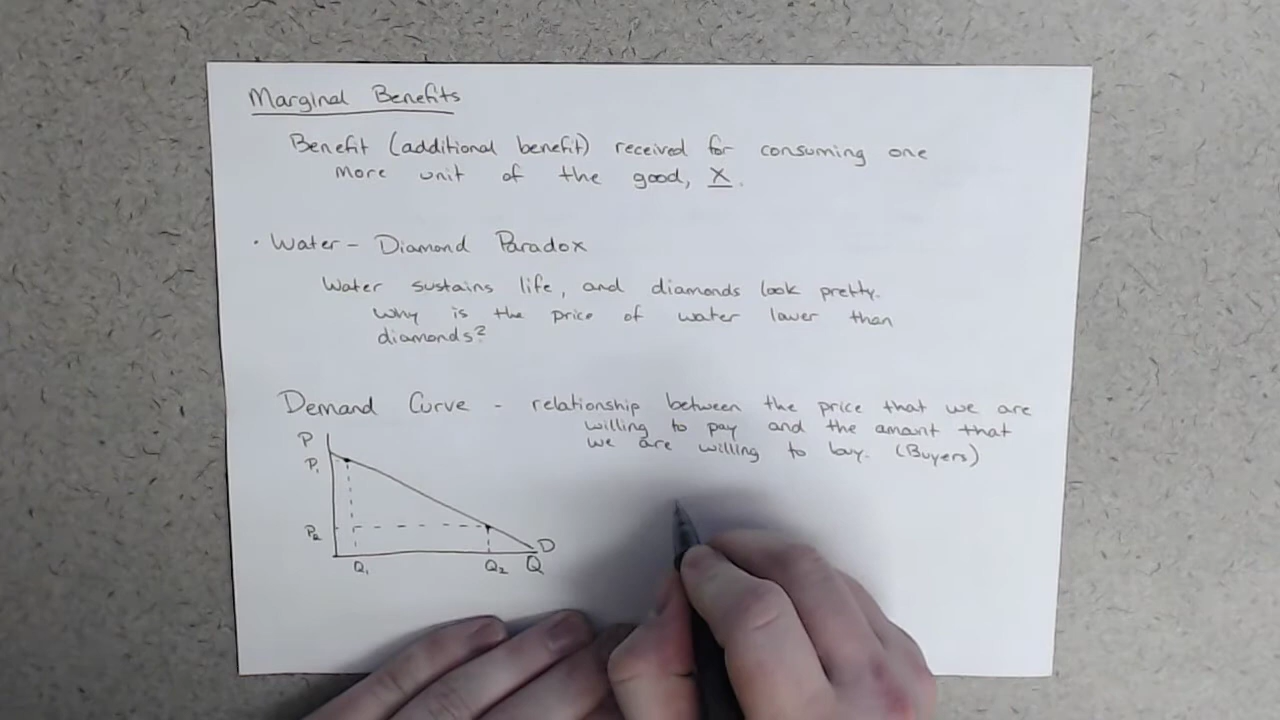 Marginal Benefits
Benefit (additional benefit) received for consuming one
more unit of the good, X.
• Water - Diamond Paradox
Water sustains life, and diamonds look pretty.
Why is the price of water lower than
diamonds?
Demand Curve - relationship between the price that we are
willing to pay and the amount that
we are willing to buy. (Buyers)
P
P1
P2
D
Q1
Q2
Q